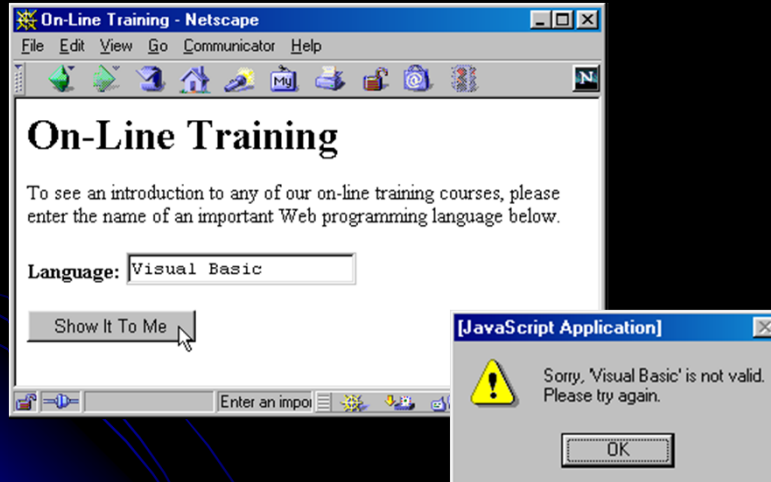 On-Line Training - Netscape
File Edit View Go Communicator Help
My
N
On-Line Training
To see an introduction to any of our on-line training courses, please
enter the name of an important Web programming language below.
Language: Visual Basic
Show It To Me
Enter an impor
[JavaScript Application]
Sorry, 'Visual Basic' is not valid.
Please try again.
OK